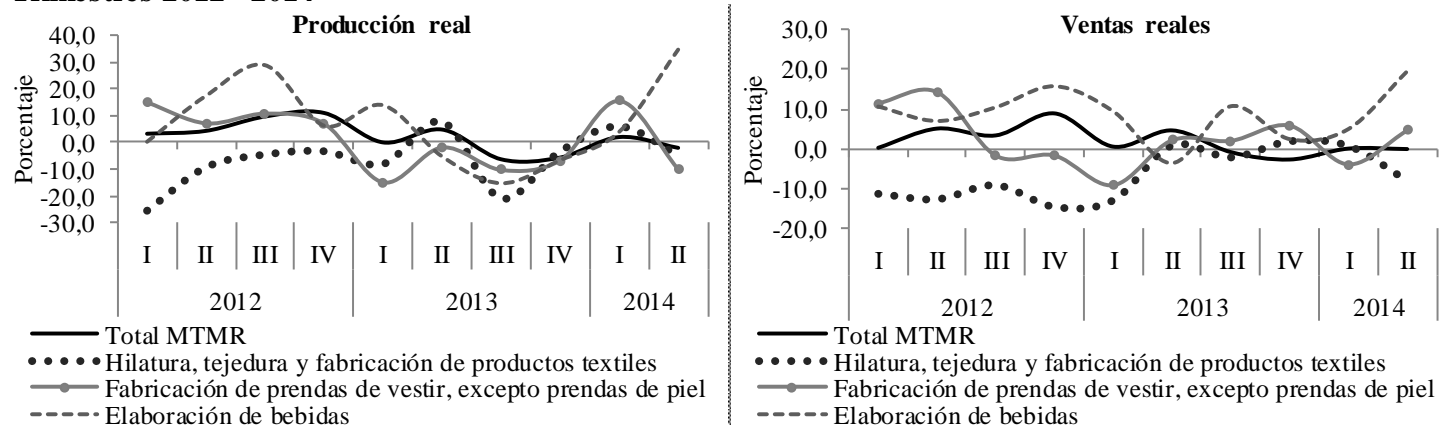 Producción real
Porcentaje
40,0
30,0
20,0
10,0
0,0
-10,0
-20,0
-30,0
I II III IV I II III IV I II
2012 2013 2014
Total MTMR
Hilatura, tejedura y fabricación de productos textiles
Fabricación de prendas de vestir, excepto prendas de piel
Elaboración de bebidas
Ventas reales
Porcentaje
30,0
20,0
10,0
0,0
-10,0
-20,0
I II III IV I II III IV I II
2012 2013 2014
Total MTMR
Hilatura, tejedura y fabricación de productos textiles
Fabricación de prendas de vestir, excepto prendas de piel
Elaboración de bebidas